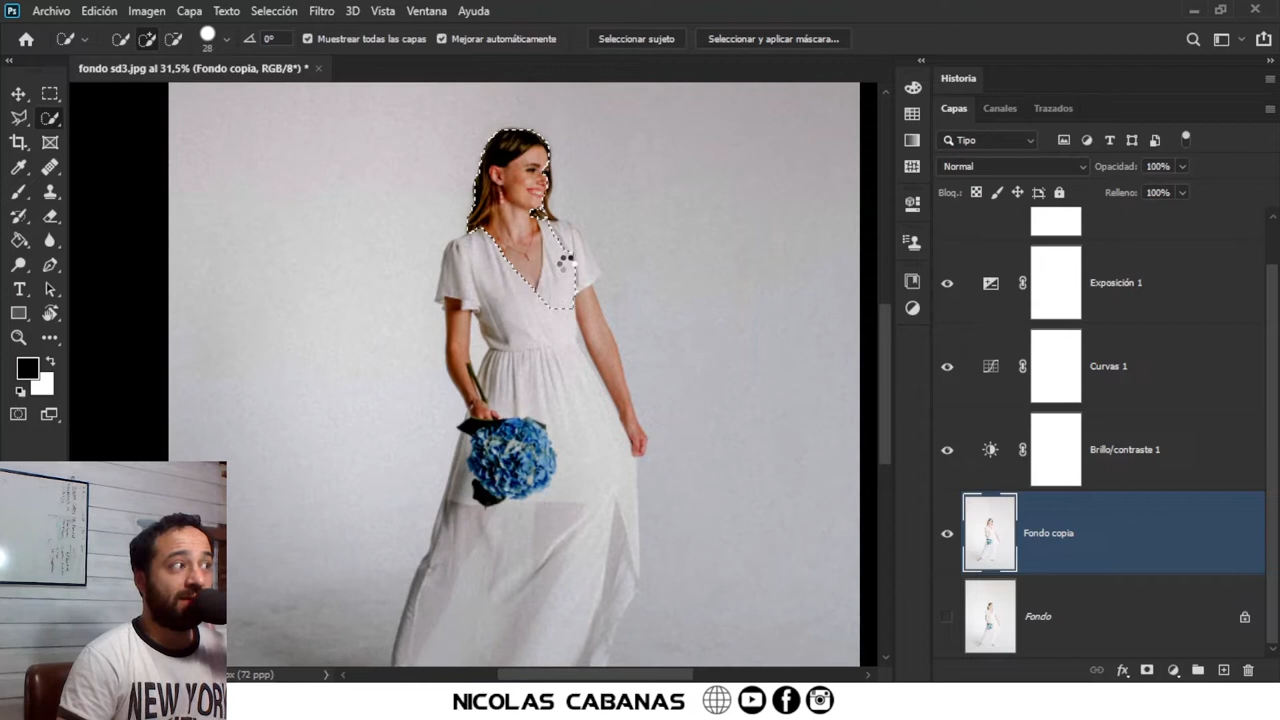 Archivo Edición Imagen Capa Texto Selección Filtro 3D Vista Ventana Ayuda
28 0° Muestrear todas las capas Mejorar automáticamente Seleccionar sujeto Seleccionar y aplicar máscara...
fondo sd3.jpg al 31,5% (Fondo copia, RGB/8*) *
Historia
Capas Canales Trazados
Tipo
Normal Opacidad: 100%
Bloq.: Relleno: 100%
Exposición 1
Curvas 1
Brillo/contraste 1
Fondo copia
Fondo
px (72 ppp)
NEW YORK
NICOLAS CABANAS